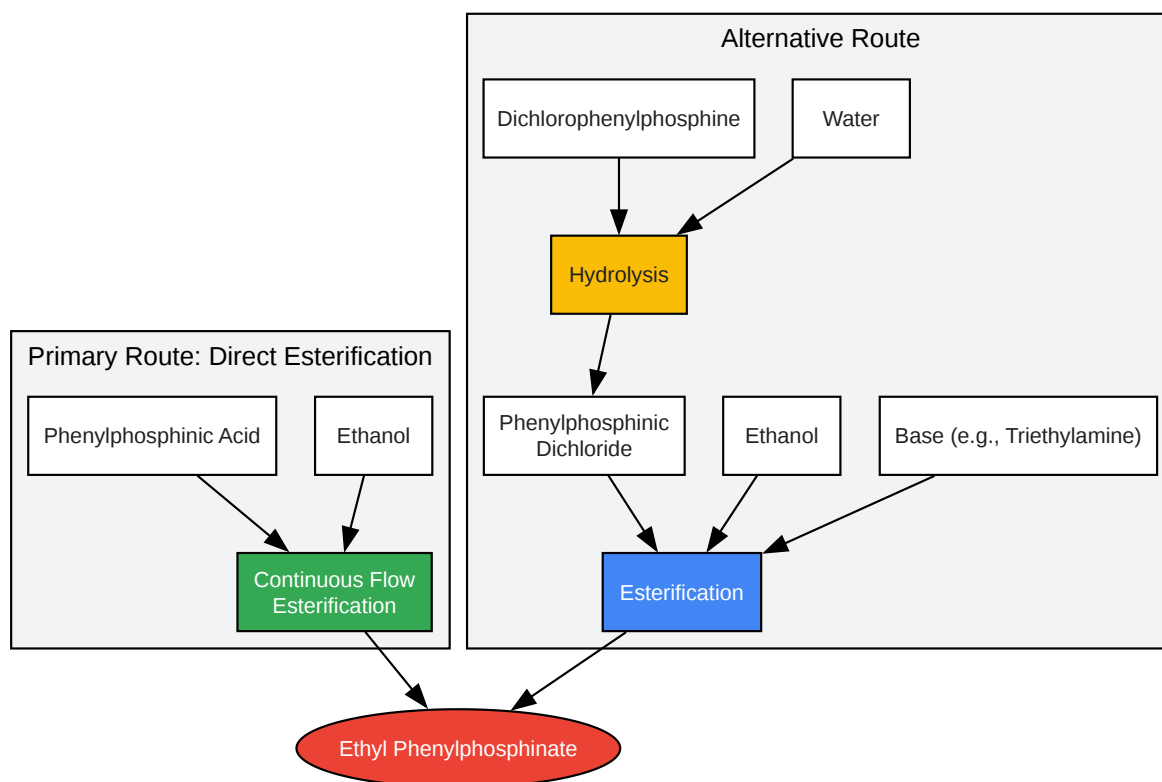 Alternative Route
Dichlorophenylphosphine
Water
Hydrolysis
Primary Route: Direct Esterification
Phenylphosphinic Acid
Ethanol
Phenylphosphinic
Dichloride
Ethanol
Base (e.g., Triethylamine)
Continuous Flow
Esterification
Esterification
Ethyl Phenylphosphinate